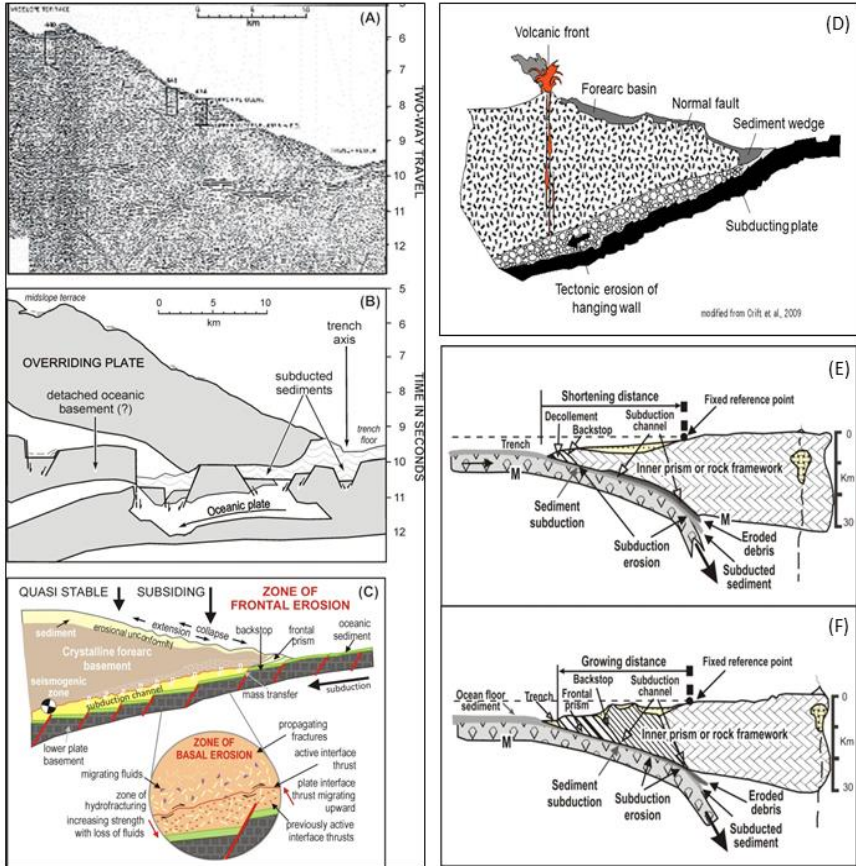 (A)
MIDSLOPE TERRACE
0 10
km
5
6
7
8
9
10
11
12
TWO-WAY TRAVEL
(B)
midslope terrace
0 5 10
km
trench
axis
OVERRIDING PLATE
subducted
sediments
detached oceanic
basement (?)
trench
floor
Oceanic plate
5
6
7
8
9
10
11
12
TIME IN SECONDS
(C)
QUASI STABLE
SUBSIDING
ZONE OF
FRONTAL EROSION
extension
collapse
backstop
frontal
prism
oceanic
sediment
sediment
erosional unconformity
Crystalline forearc
basement
seismogenic
zone
subduction channel
mass transfer
subduction
lower plate
basement
ZONE OF
BASAL EROSION
propagating
fractures
active interface
thrust
migrating fluids
plate interface
thrust migrating
upward
zone of
hydrofracturing
increasing strength
with loss of fluids
previously active
interface thrusts
(D)
Volcanic front
Forearc basin
Normal fault
Sediment wedge
Subducting plate
Tectonic erosion of
hanging wall
modified from Crift et al., 2009
(E)
Shortening distance
Fixed reference point
Decollement
Backstop
Subduction
channel
Trench
M
Inner prism or rock framework
Sediment
subduction
Subduction
erosion
M
Eroded
debris
Subducted
sediment
0
Km
30
(F)
Growing distance
Fixed reference point
Ocean floor
sediment
Trench
Frontal
prism
Backstop
Subduction
channel
M
Inner prism or rock framework
Sediment
subduction
Subduction
erosion
Eroded
debris
Subducted
sediment
0
Km
30